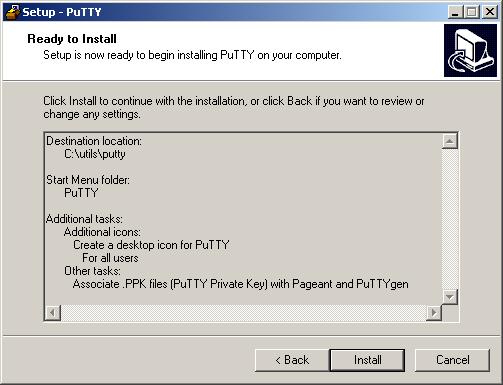 Setup - PuTTY
Ready to Install
Setup is now ready to begin installing PuTTY on your computer.
Click Install to continue with the installation, or click Back if you want to review or
change any settings.
Destination location:
C:\utils\putty
Start Menu folder:
PuTTY
Additional tasks:
Additional icons:
Create a desktop icon for PuTTY
For all users
Other tasks:
Associate .PPK files (PuTTY Private Key) with Pageant and PuTTYgen
< Back
Install
Cancel